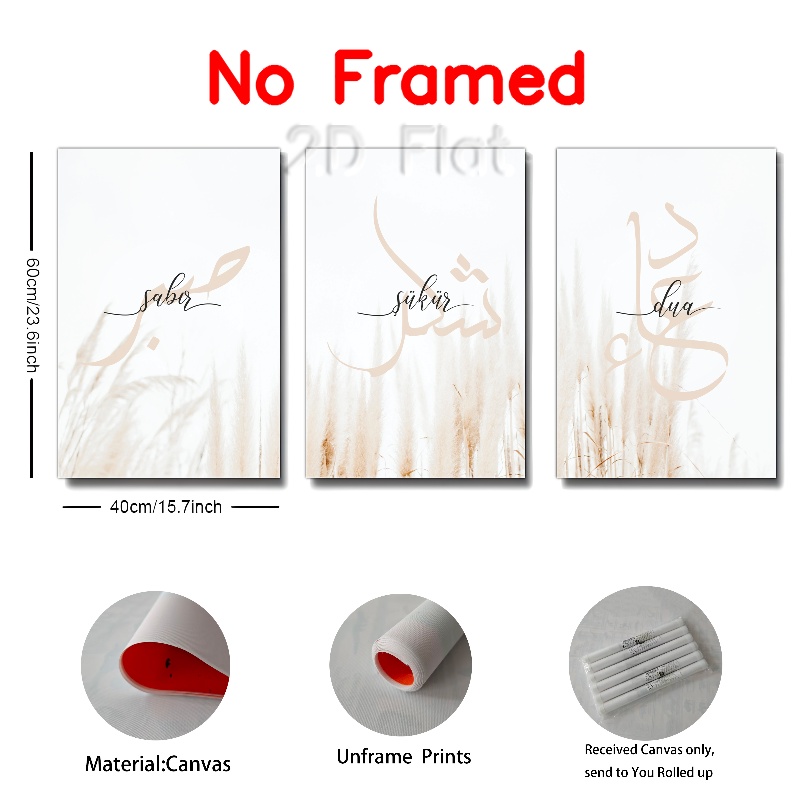 No Framed
2D Flat
60cm/23.6inch
صبر
sabır
شكر
şükür
دعاء
dua
40cm/15.7inch
Material:Canvas
Unframe Prints
Received Canvas only,
send to You Rolled up